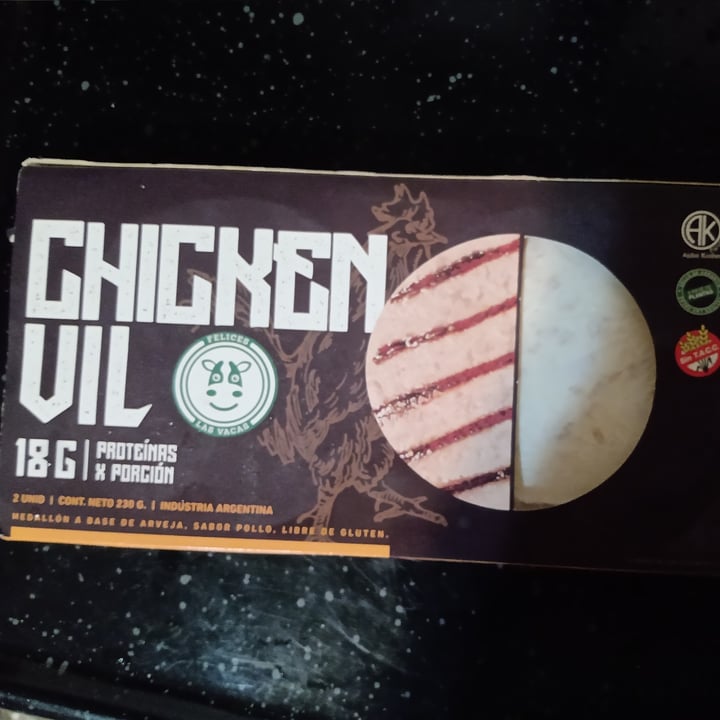 CHICKEN
VIL
FELICES
LAS VACAS
18 G | PROTEÍNAS
X PORCIÓN
2 UNID | CONT. NETO 230 G. | INDÚSTRIA ARGENTINA
MEDALLÓN A BASE DE ARVEJA, SABOR POLLO, LIBRE DE GLUTEN.
AK
Sin T.A.C.C.